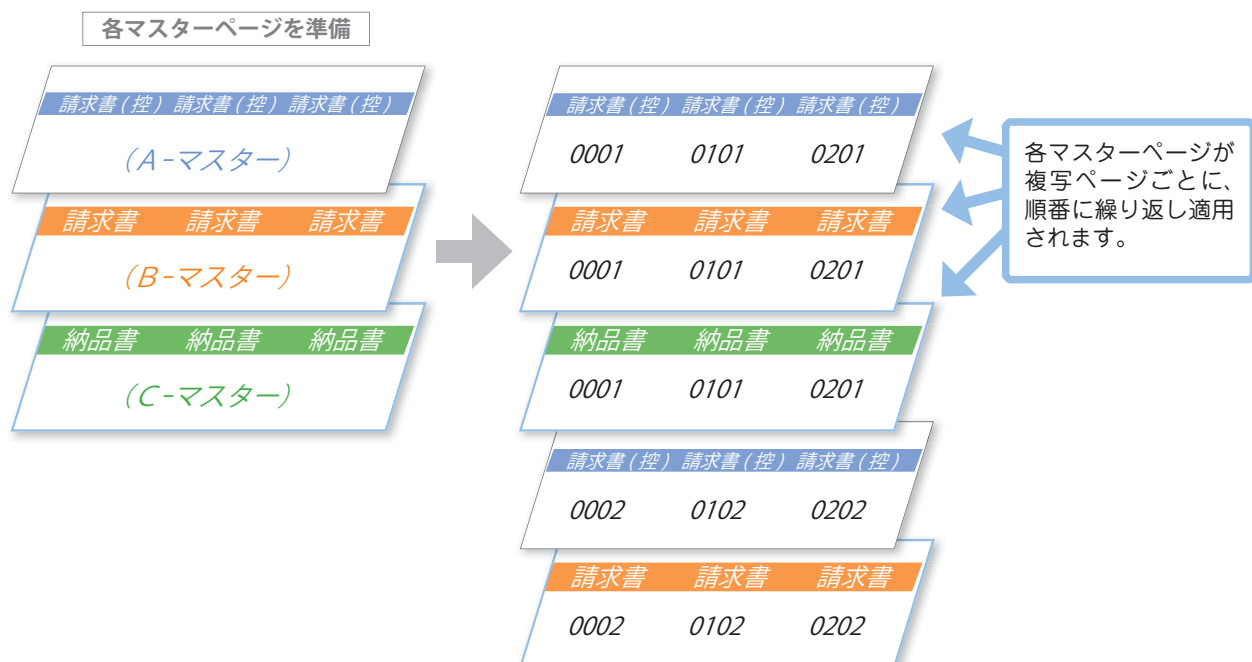 各マスターページを準備
請求書(控) 請求書(控) 請求書(控)
(A-マスター)
請求書 請求書 請求書
(B-マスター)
納品書 納品書 納品書
(C-マスター)
請求書(控) 請求書(控) 請求書(控)
0001 0101 0201
請求書 請求書 請求書
0001 0101 0201
納品書 納品書 納品書
0001 0101 0201
請求書(控) 請求書(控) 請求書(控)
0002 0102 0202
請求書 請求書 請求書
0002 0102 0202
各マスターページが
複写ページごとに、
順番に繰り返し適用
されます。